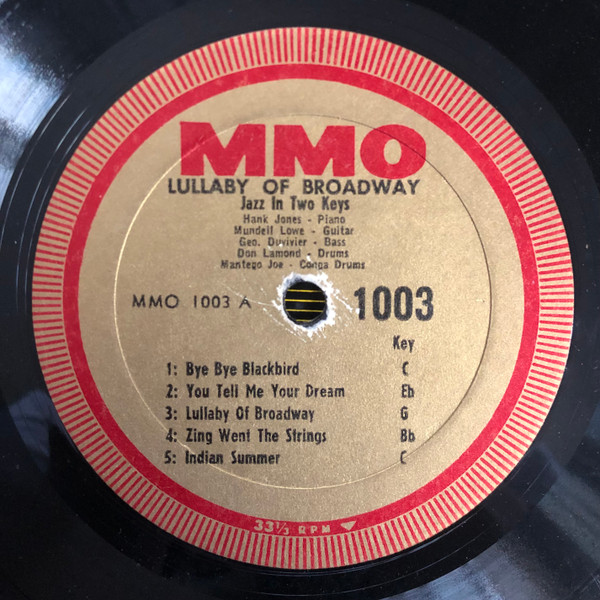 MMO
LULLABY OF BROADWAY
Jazz In Two Keys
Hank Jones - Piano
Mundell Lowe - Guitar
Geo. Duvivier - Bass
Don Lamond - Drums
Mantego Joe - Conga Drums
MMO 1003 A 1003
Key
1: Bye Bye Blackbird C
2: You Tell Me Your Dream Eb
3: Lullaby Of Broadway G
4: Zing Went The Strings Bb
5: Indian Summer C
33⅓ RPM